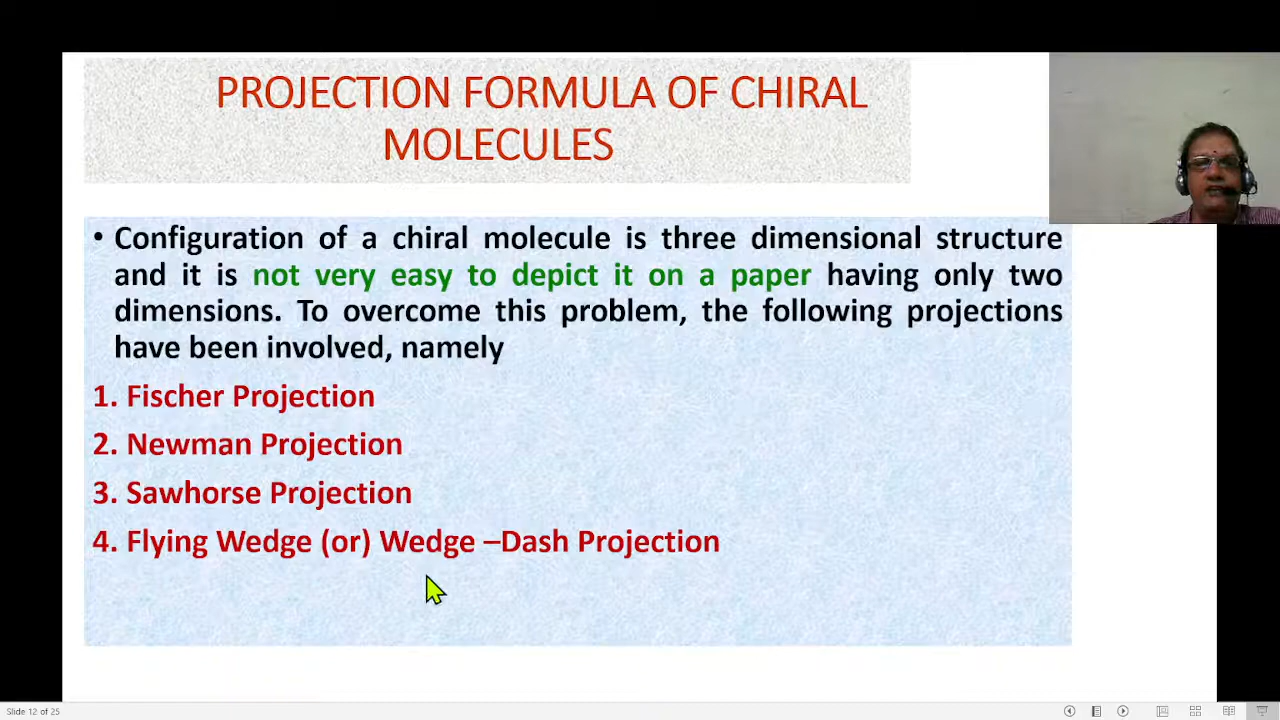 PROJECTION FORMULA OF CHIRAL
MOLECULES
• Configuration of a chiral molecule is three dimensional structure
and it is not very easy to depict it on a paper having only two
dimensions. To overcome this problem, the following projections
have been involved, namely
1. Fischer Projection
2. Newman Projection
3. Sawhorse Projection
4. Flying Wedge (or) Wedge –Dash Projection
Slide 12 of 25